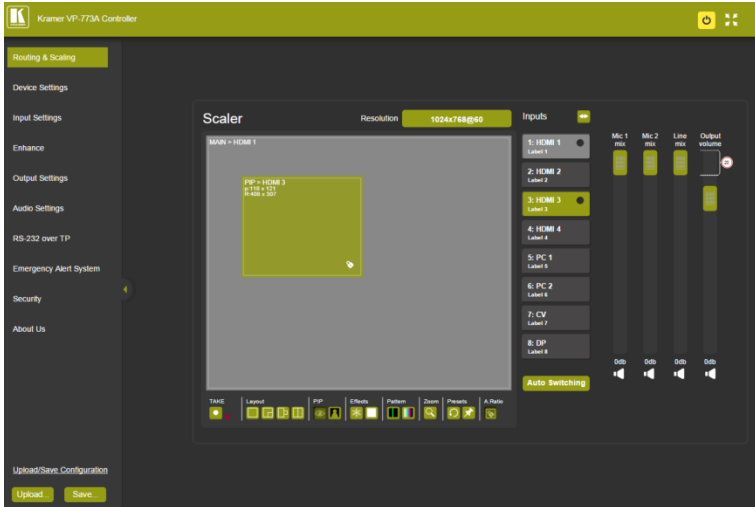 K
Kramer VP-773A Controller
Routing & Scaling
Device Settings
Input Settings
Enhance
Output Settings
Audio Settings
RS-232 over TP
Emergency Alert System
Security
About Us
Upload/Save Configuration
Upload...
Save...
Scaler
Resolution
1024x768@60
MAIN = HDMI 1
PIP = HDMI 3
p:118 x 121
R:409 x 307
TAKE
Layout
PIP
Effects
Pattern
Zoom
Presets
A.Ratio
Inputs
1: HDMI 1
Label 1
2: HDMI 2
Label 2
3: HDMI 3
Label 3
4: HDMI 4
Label 4
5: PC 1
Label 5
6: PC 2
Label 6
7: CV
Label 7
8: DP
Label 8
Auto Switching
Mic 1
mix
Mic 2
mix
Line
mix
Output
volume
0db
0db
0db
0db